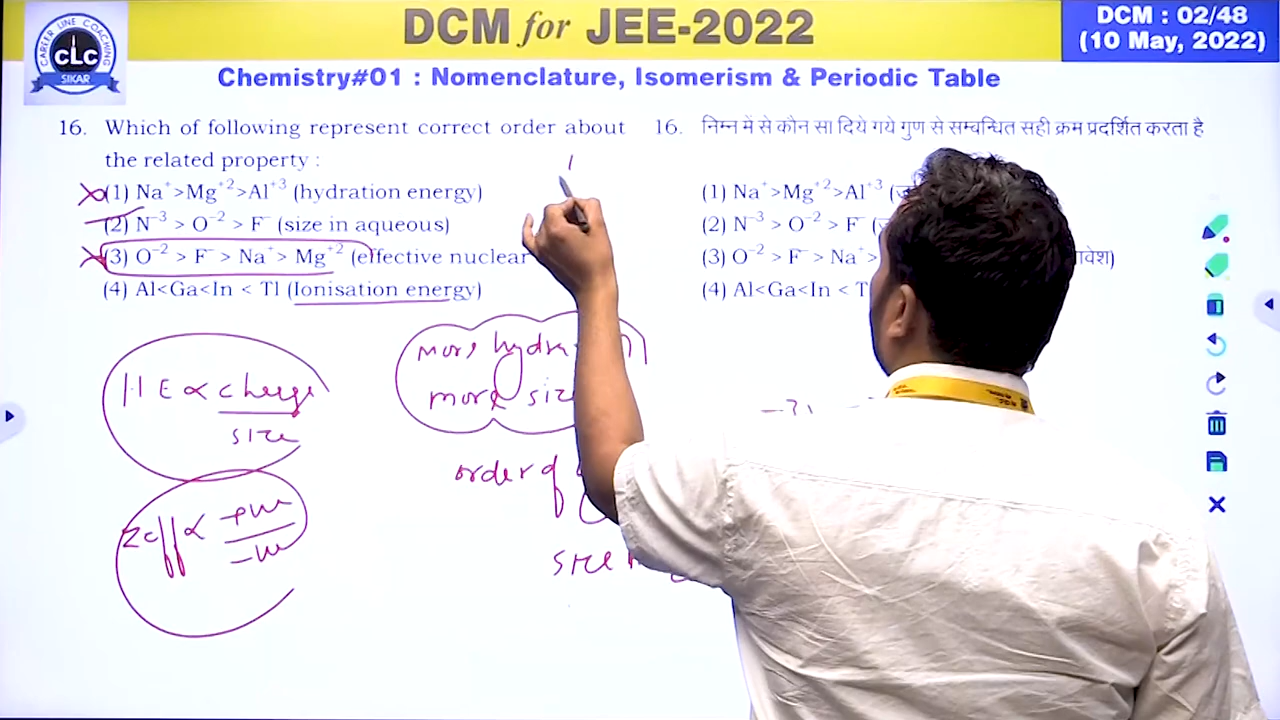 CAREER LINE COACHING
CLC
SIKAR
DCM for JEE-2022
DCM : 02/48
(10 May, 2022)
Chemistry#01 : Nomenclature, Isomerism & Periodic Table
16. Which of following represent correct order about
the related property :
(1) Na⁺>Mg⁺²>Al⁺³ (hydration energy)
(2) N⁻³ > O⁻² > F⁻ (size in aqueous)
(3) O⁻² > F⁻ > Na⁺ > Mg⁺² (effective nuclear
(4) Al<Ga<In < Tl (Ionisation energy)
16. निम्न में से कौन सा दिये गये गुण से सम्बन्धित सही क्रम प्रदर्शित करता है
(1) Na⁺>Mg⁺²>Al⁺³
(2) N⁻³ > O⁻² > F⁻
(3) O⁻² > F⁻ > Na⁺ >
(4) Al<Ga<In < T
H E ∝ charge
size
Zeff ∝ +ve
-ve
more
more
order of
size